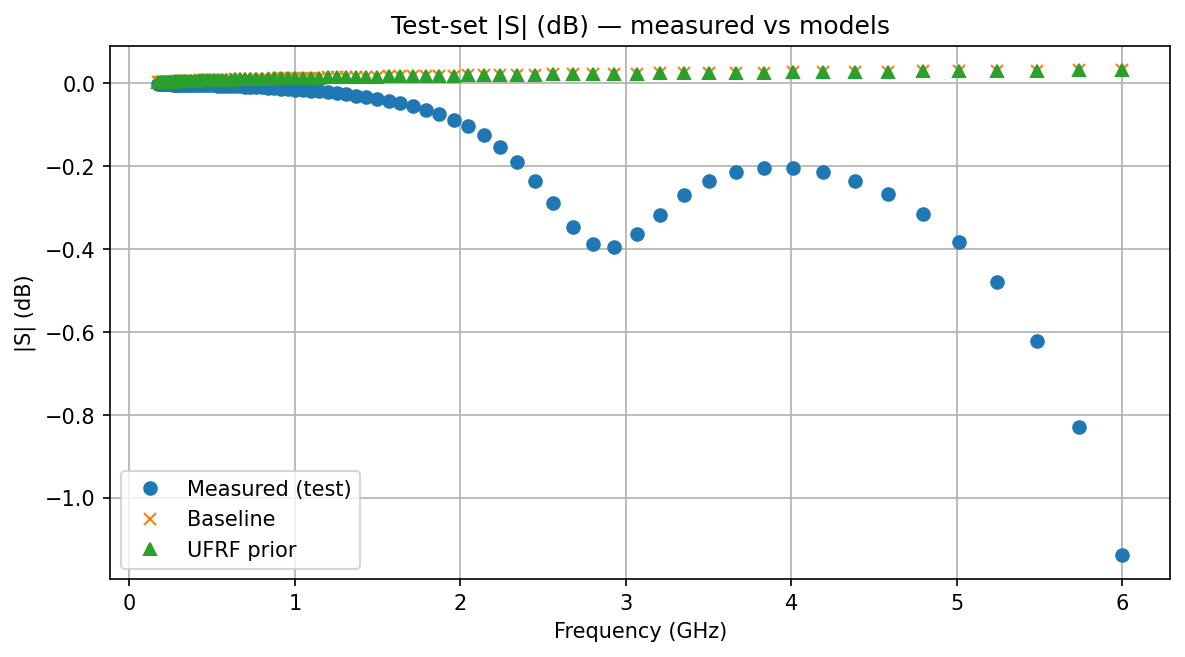 Test-set |S| (dB) — measured vs models
|S| (dB)
0.0
−0.2
−0.4
−0.6
−0.8
−1.0
Measured (test)
Baseline
UFRF prior
0 1 2 3 4 5 6
Frequency (GHz)